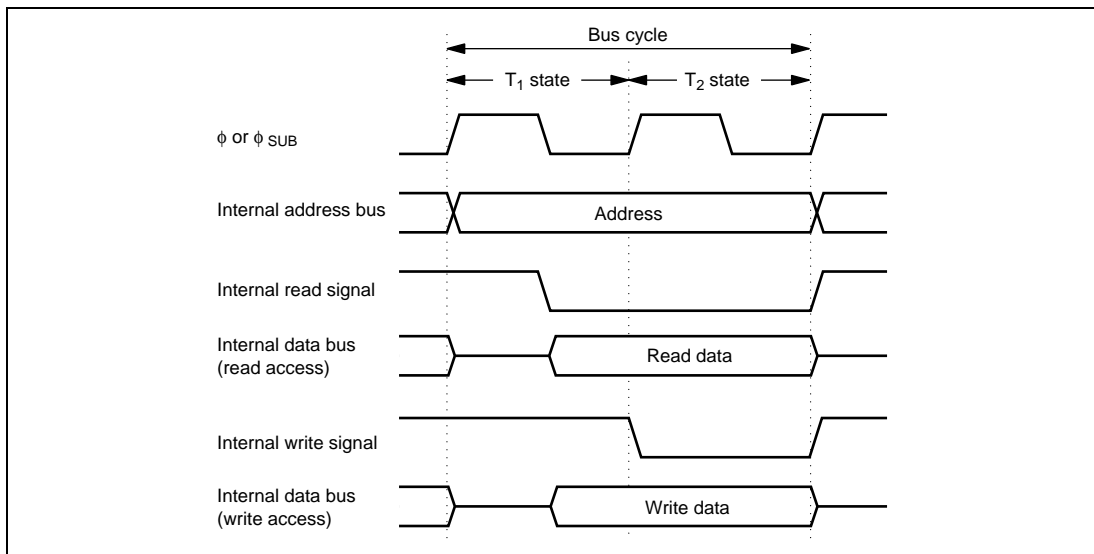 Bus cycle
T₁ state
T₂ state
ϕ or ϕ SUB
Internal address bus
Address
Internal read signal
Internal data bus
(read access)
Read data
Internal write signal
Internal data bus
(write access)
Write data